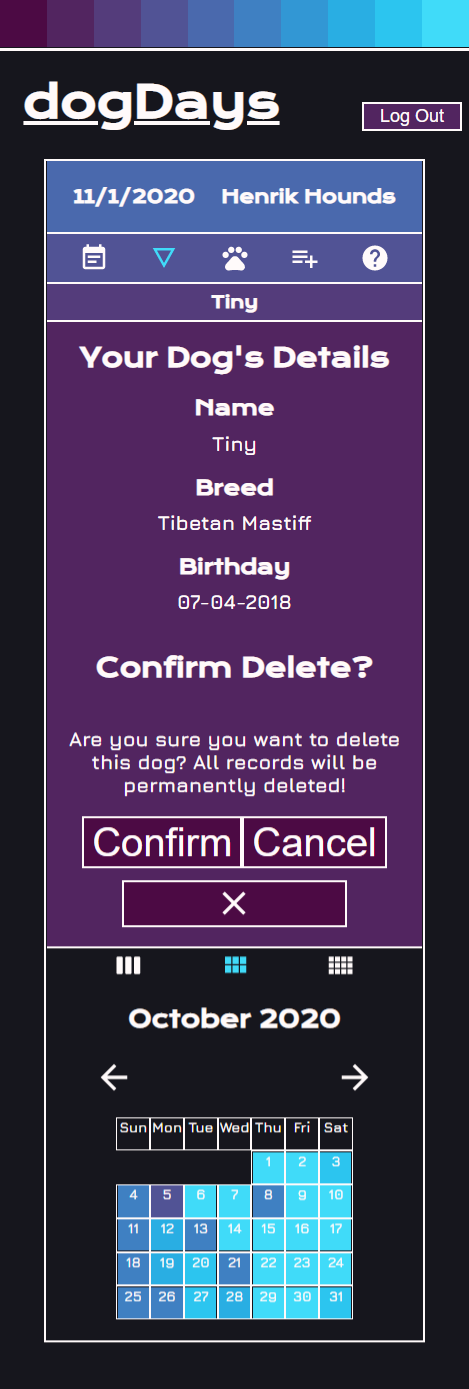 dogDays
Log Out
11/1/2020 Henrik Hounds
Tiny
Your Dog's Details
Name
Tiny
Breed
Tibetan Mastiff
Birthday
07-04-2018
Confirm Delete?
Are you sure you want to delete
this dog? All records will be
permanently deleted!
Confirm Cancel
October 2020
Sun Mon Tue Wed Thu Fri Sat
1 2 3
4 5 6 7 8 9 10
11 12 13 14 15 16 17
18 19 20 21 22 23 24
25 26 27 28 29 30 31